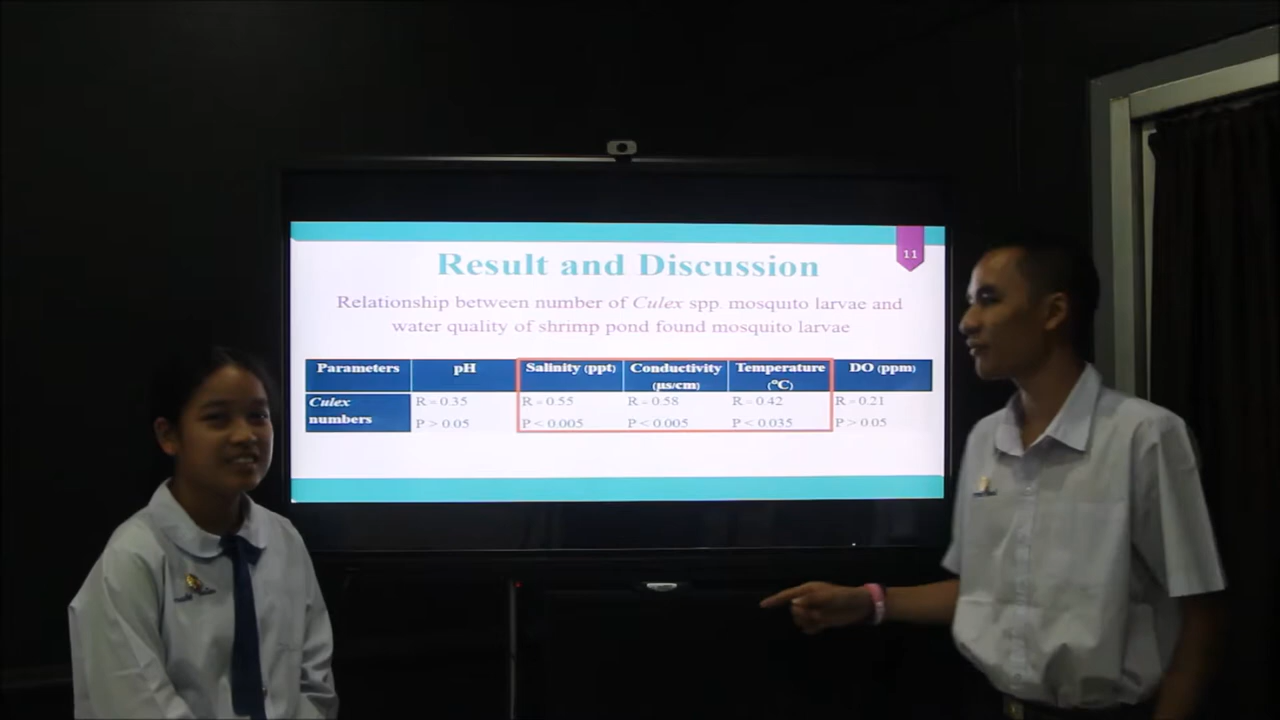 11
Result and Discussion
Relationship between number of Culex spp. mosquito larvae and
water quality of shrimp pond found mosquito larvae
Parameters pH Salinity (ppt) Conductivity (µs/cm) Temperature (°C) DO (ppm)
Culex numbers R = 0.35 R = 0.55 R = 0.58 R = 0.42 R = 0.21
P > 0.05 P < 0.005 P < 0.005 P < 0.035 P > 0.05